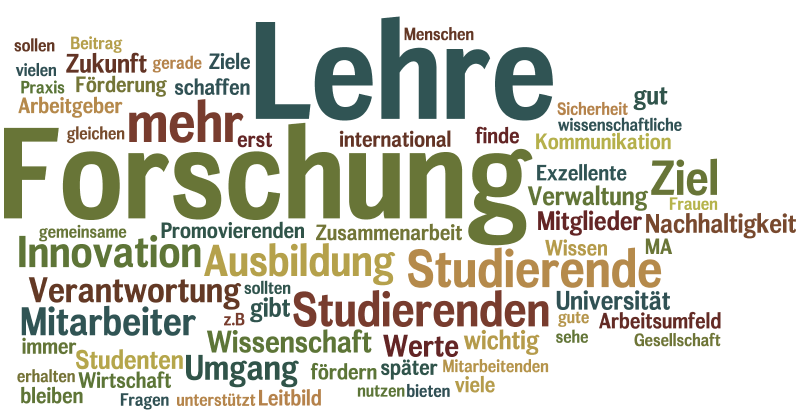 sollen Beitrag Lehre Menschen
vielen Zukunft gerade Ziele
Praxis Förderung schaffen gut
Arbeitgeber mehr Sicherheit
gleichen erst international finde wissenschaftliche
Forschung Kommunikation
Exzellente Ziel
Verwaltung Frauen
gemeinsame Promovierenden Zusammenarbeit Mitglieder Nachhaltigkeit
Innovation Ausbildung Studierende Wissen MA
Verantwortung sollten gibt Studierenden Universität
Mitarbeiter z.B gute Arbeitsumfeld
immer Wissenschaft Werte wichtig sehe Gesellschaft
Studenten Umgang fördern später Mitarbeitenden
erhalten Wirtschaft nutzen bieten viele
bleiben Fragen unterstützt Leitbild